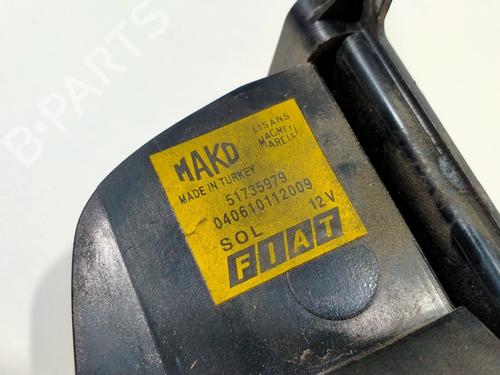 B-PARTS
MAKO
LISANS
MAGNETI
MARELLI
MADE IN TURKEY
51735979
040610112009
SOL 12V
FIAT